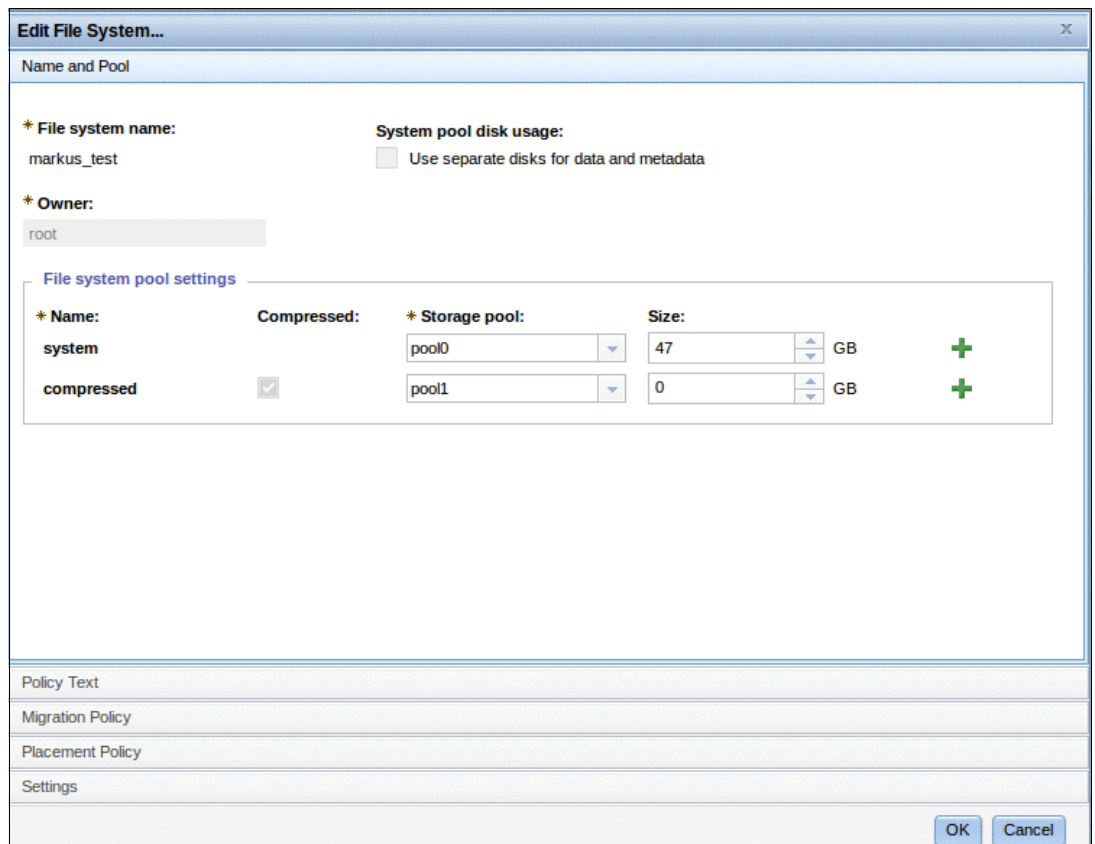 Edit File System...
x
Name and Pool
* File system name:
System pool disk usage:
markus_test
Use separate disks for data and metadata
* Owner:
root
File system pool settings
* Name: Compressed: * Storage pool: Size:
system pool0 47 GB
compressed pool1 0 GB
Policy Text
Migration Policy
Placement Policy
Settings
OK Cancel